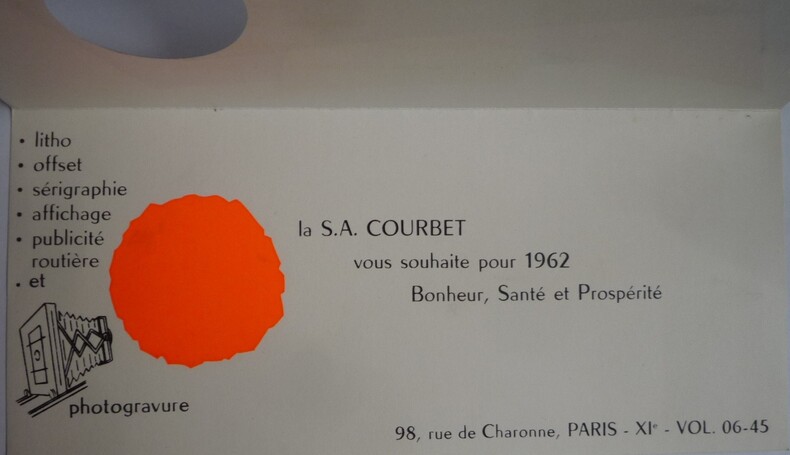 • litho
• offset
• sérigraphie
• affichage
• publicité
routière
• et
photogravure
la S.A. COURBET
vous souhaite pour 1962
Bonheur, Santé et Prospérité
98, rue de Charonne, PARIS - XIe - VOL. 06-45